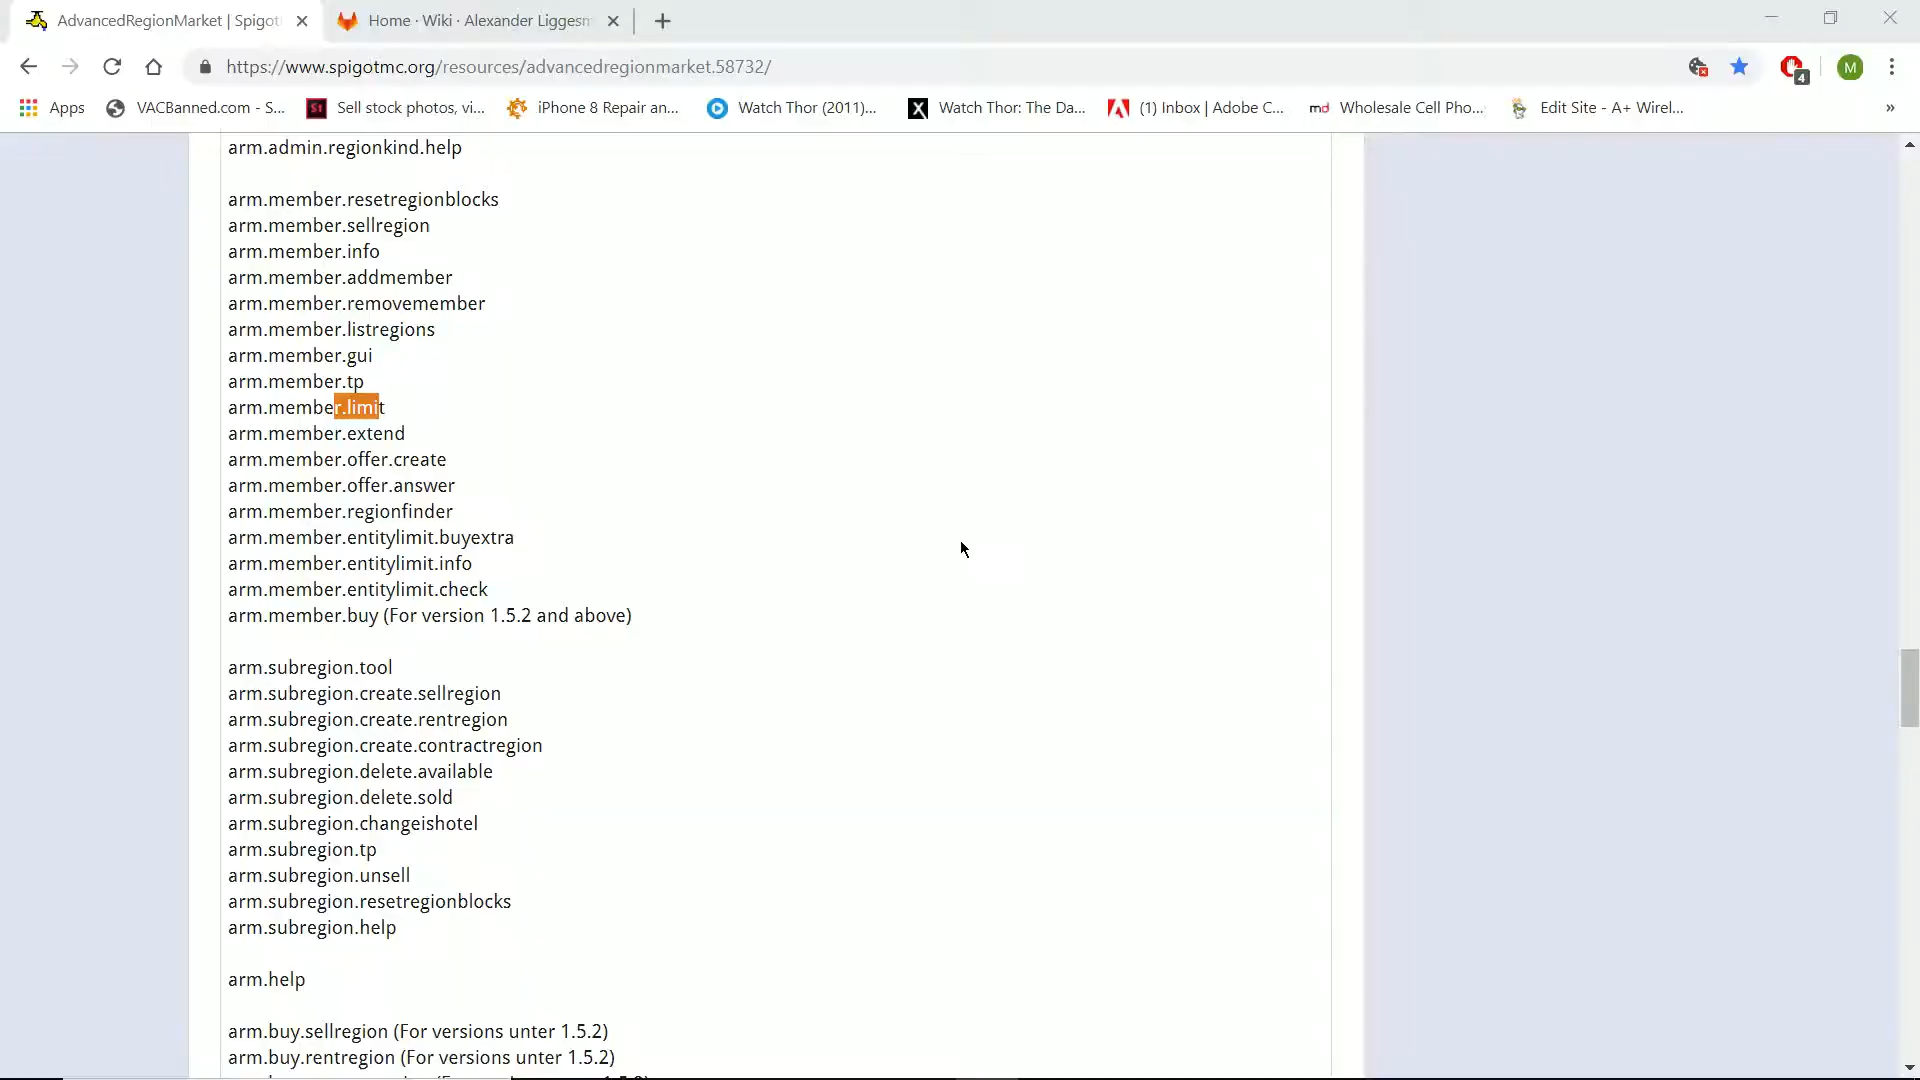 AdvancedRegionMarket | Spigot
Home · Wiki · Alexander Liggesm
https://www.spigotmc.org/resources/advancedregionmarket.58732/
4
M
Apps
VACBanned.com - S...
St
Sell stock photos, vi...
iPhone 8 Repair an...
Watch Thor (2011)...
X
Watch Thor: The Da...
(1) Inbox | Adobe C...
md
Wholesale Cell Pho...
Edit Site - A+ Wirel...
»
arm.admin.regionkind.help
arm.member.resetregionblocks
arm.member.sellregion
arm.member.info
arm.member.addmember
arm.member.removemember
arm.member.listregions
arm.member.gui
arm.member.tp
arm.member.limit
arm.member.extend
arm.member.offer.create
arm.member.offer.answer
arm.member.regionfinder
arm.member.entitylimit.buyextra
arm.member.entitylimit.info
arm.member.entitylimit.check
arm.member.buy (For version 1.5.2 and above)
arm.subregion.tool
arm.subregion.create.sellregion
arm.subregion.create.rentregion
arm.subregion.create.contractregion
arm.subregion.delete.available
arm.subregion.delete.sold
arm.subregion.changeishotel
arm.subregion.tp
arm.subregion.unsell
arm.subregion.resetregionblocks
arm.subregion.help
arm.help
arm.buy.sellregion (For versions unter 1.5.2)
arm.buy.rentregion (For versions unter 1.5.2)